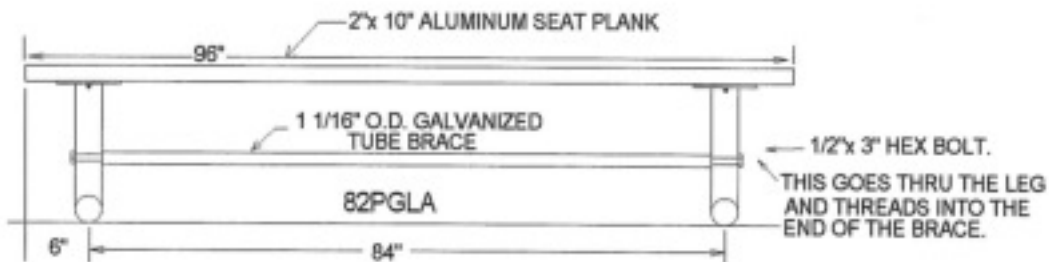 2"x 10" ALUMINUM SEAT PLANK
96"
1 1/16" O.D. GALVANIZED
TUBE BRACE
1/2"x 3" HEX BOLT.
THIS GOES THRU THE LEG
AND THREADS INTO THE
END OF THE BRACE.
82PGLA
6"
84"